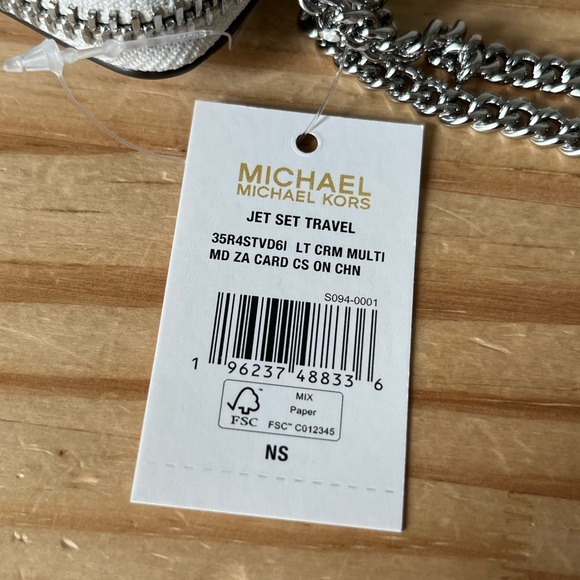 MICHAEL
MICHAEL KORS
JET SET TRAVEL
35R4STVD6I LT CRM MULTI
MD ZA CARD CS ON CHN
S094-0001
1 96237 48833 6
FSC
MIX
Paper
FSC™ C012345
NS